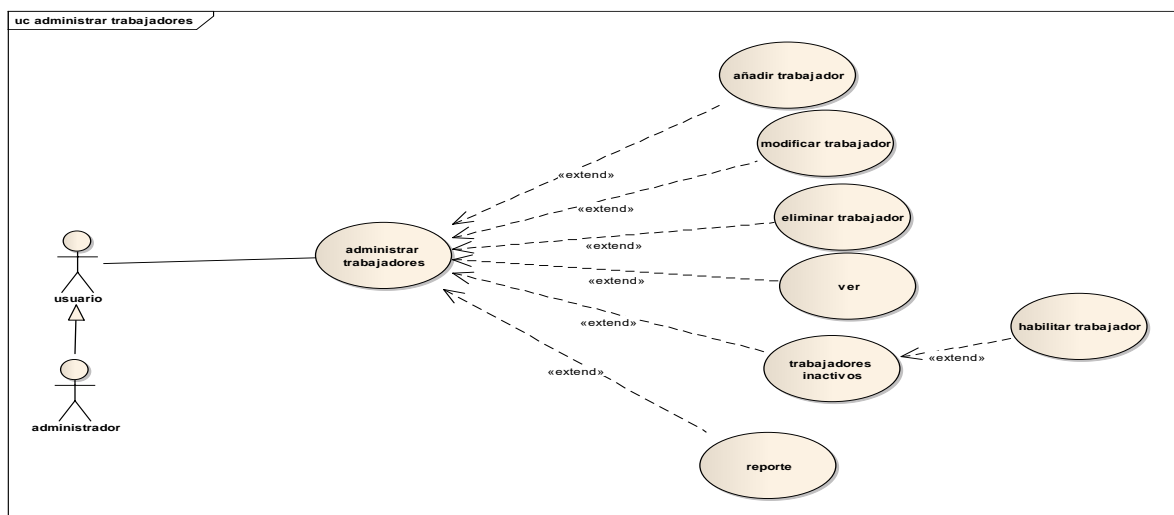 uc administrar trabajadores
añadir trabajador
modificar trabajador
«extend»
«extend»
eliminar trabajador
administrar
trabajadores
«extend»
«extend»
ver
usuario
«extend»
habilitar trabajador
trabajadores
inactivos
«extend»
«extend»
administrador
reporte